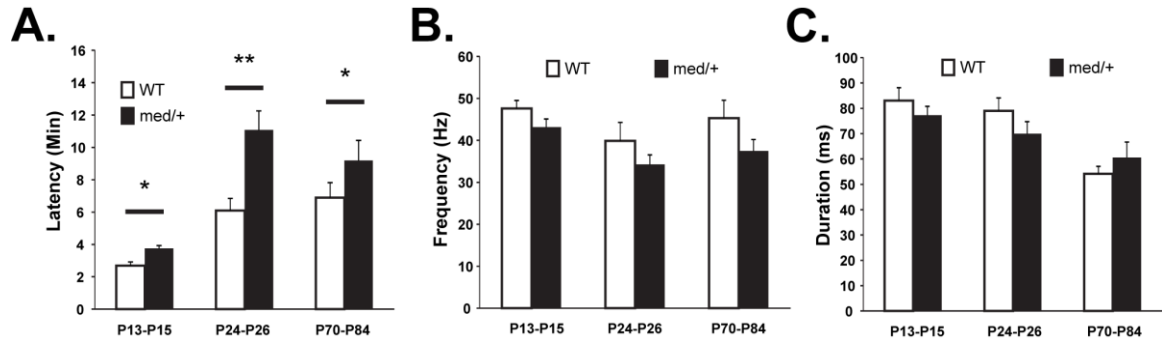 A.
Latency (Min)
16
14
12
10
8
6
4
2
0
WT
med/+
*
**
*
P13-P15 P24-P26 P70-P84
B.
Frequency (Hz)
60
50
40
30
20
10
0
WT med/+
P13-P15 P24-P26 P70-P84
C.
Duration (ms)
100
90
80
70
60
50
40
30
20
10
0
WT med/+
P13-P15 P24-P26 P70-P84